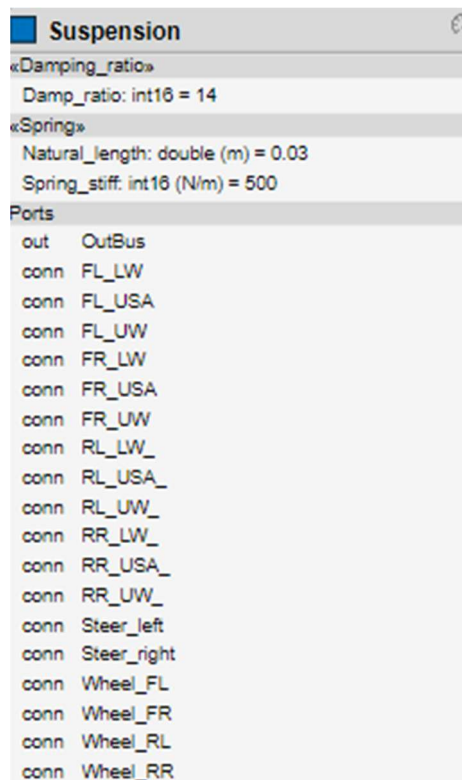 Suspension
«Damping_ratio»
Damp_ratio: int16 = 14
«Spring»
Natural_length: double (m) = 0.03
Spring_stiff: int16 (N/m) = 500
Ports
out OutBus
conn FL_LW
conn FL_USA
conn FL_UW
conn FR_LW
conn FR_USA
conn FR_UW
conn RL_LW_
conn RL_USA_
conn RL_UW_
conn RR_LW_
conn RR_USA_
conn RR_UW_
conn Steer_left
conn Steer_right
conn Wheel_FL
conn Wheel_FR
conn Wheel_RL
conn Wheel_RR